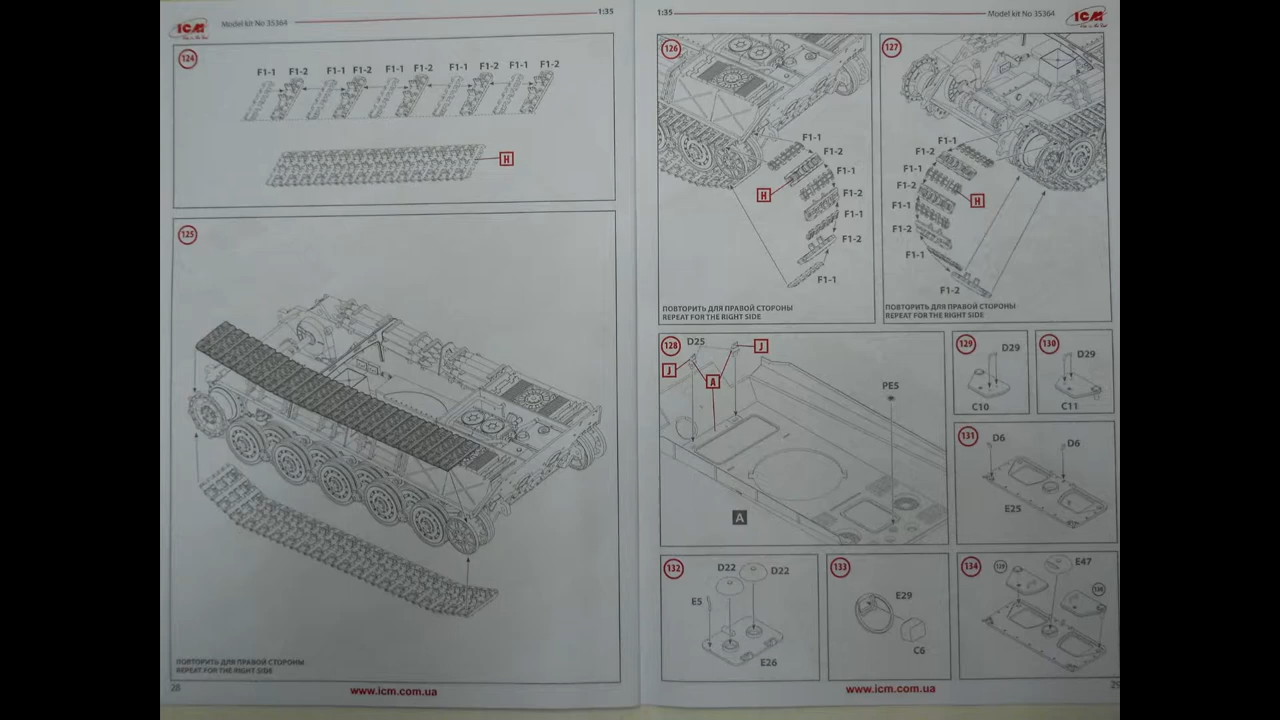 ICM
Model kit No 35364
1:35
124
F1-1 F1-2 F1-1 F1-2 F1-1 F1-2 F1-1 F1-2 F1-1 F1-2
H
125
ПОВТОРИТЬ ДЛЯ ПРАВОЙ СТОРОНЫ
REPEAT FOR THE RIGHT SIDE
28
www.icm.com.ua
1:35
Model kit No 35364
ICM
126
F1-1
F1-2
F1-1
H
F1-2
F1-1
F1-2
F1-1
ПОВТОРИТЬ ДЛЯ ПРАВОЙ СТОРОНЫ
REPEAT FOR THE RIGHT SIDE
127
F1-1
F1-2
F1-1
F1-2
H
F1-1
F1-2
F1-1
F1-2
ПОВТОРИТЬ ДЛЯ ПРАВОЙ СТОРОНЫ
REPEAT FOR THE RIGHT SIDE
128
D25
J
J
A
PE5
A
129
D29
C10
130
D29
C11
131
D6
D6
E25
132
D22
D22
E5
E26
133
E29
C6
134
129
E47
130
www.icm.com.ua